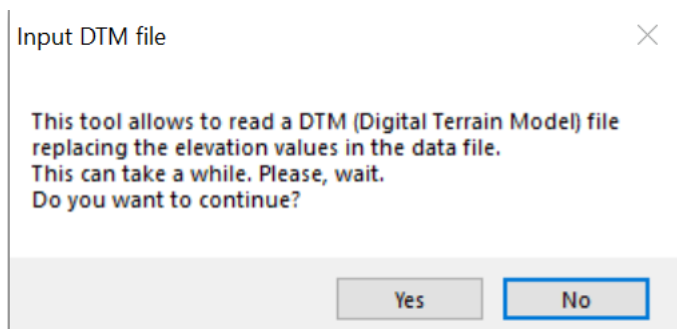 Input DTM file
This tool allows to read a DTM (Digital Terrain Model) file
replacing the elevation values in the data file.
This can take a while. Please, wait.
Do you want to continue?
Yes No